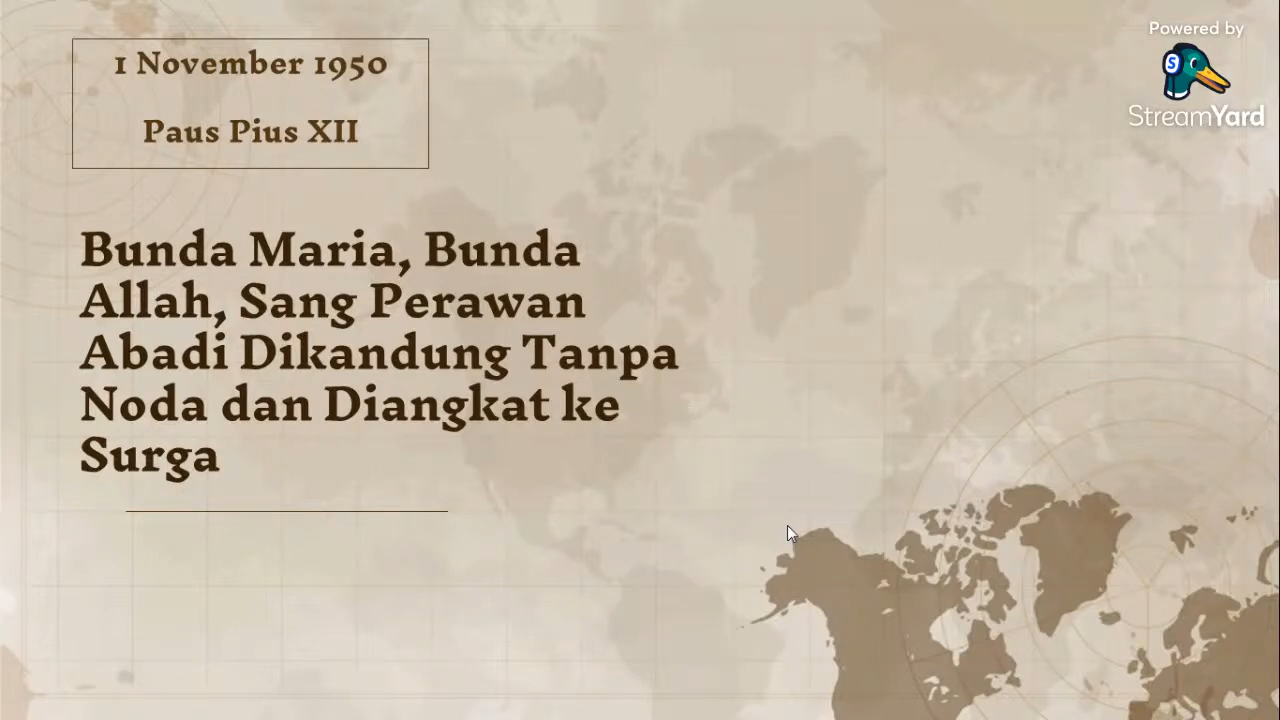 1 November 1950
Paus Pius XII
Powered by
S
StreamYard
Bunda Maria, Bunda
Allah, Sang Perawan
Abadi Dikandung Tanpa
Noda dan Diangkat ke
Surga